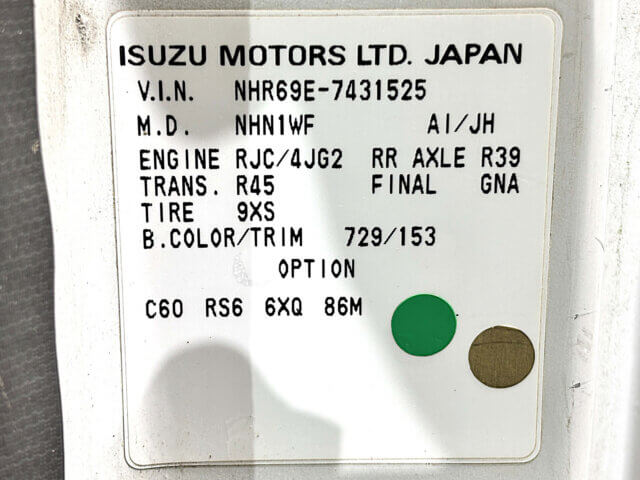 ISUZU MOTORS LTD. JAPAN
V.I.N. NHR69E-7431525
M.D. NHN1WF AI/JH
ENGINE RJC/4JG2 RR AXLE R39
TRANS. R45 FINAL GNA
TIRE 9XS
B.COLOR/TRIM 729/153
OPTION
C60 RS6 6XQ 86M